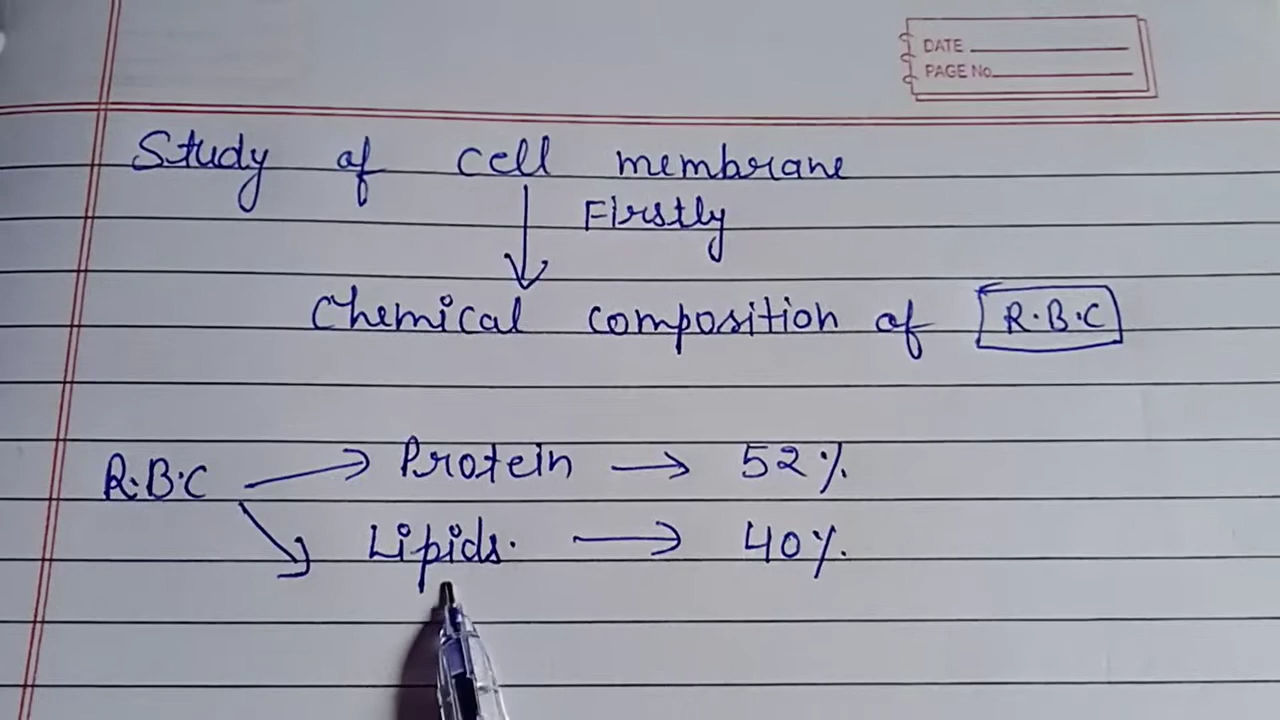 DATE
PAGE No.
Study of cell membrane
Firstly
Chemical composition of R.B.C
R.B.C → Protein → 52%
Lipids. → 40%.